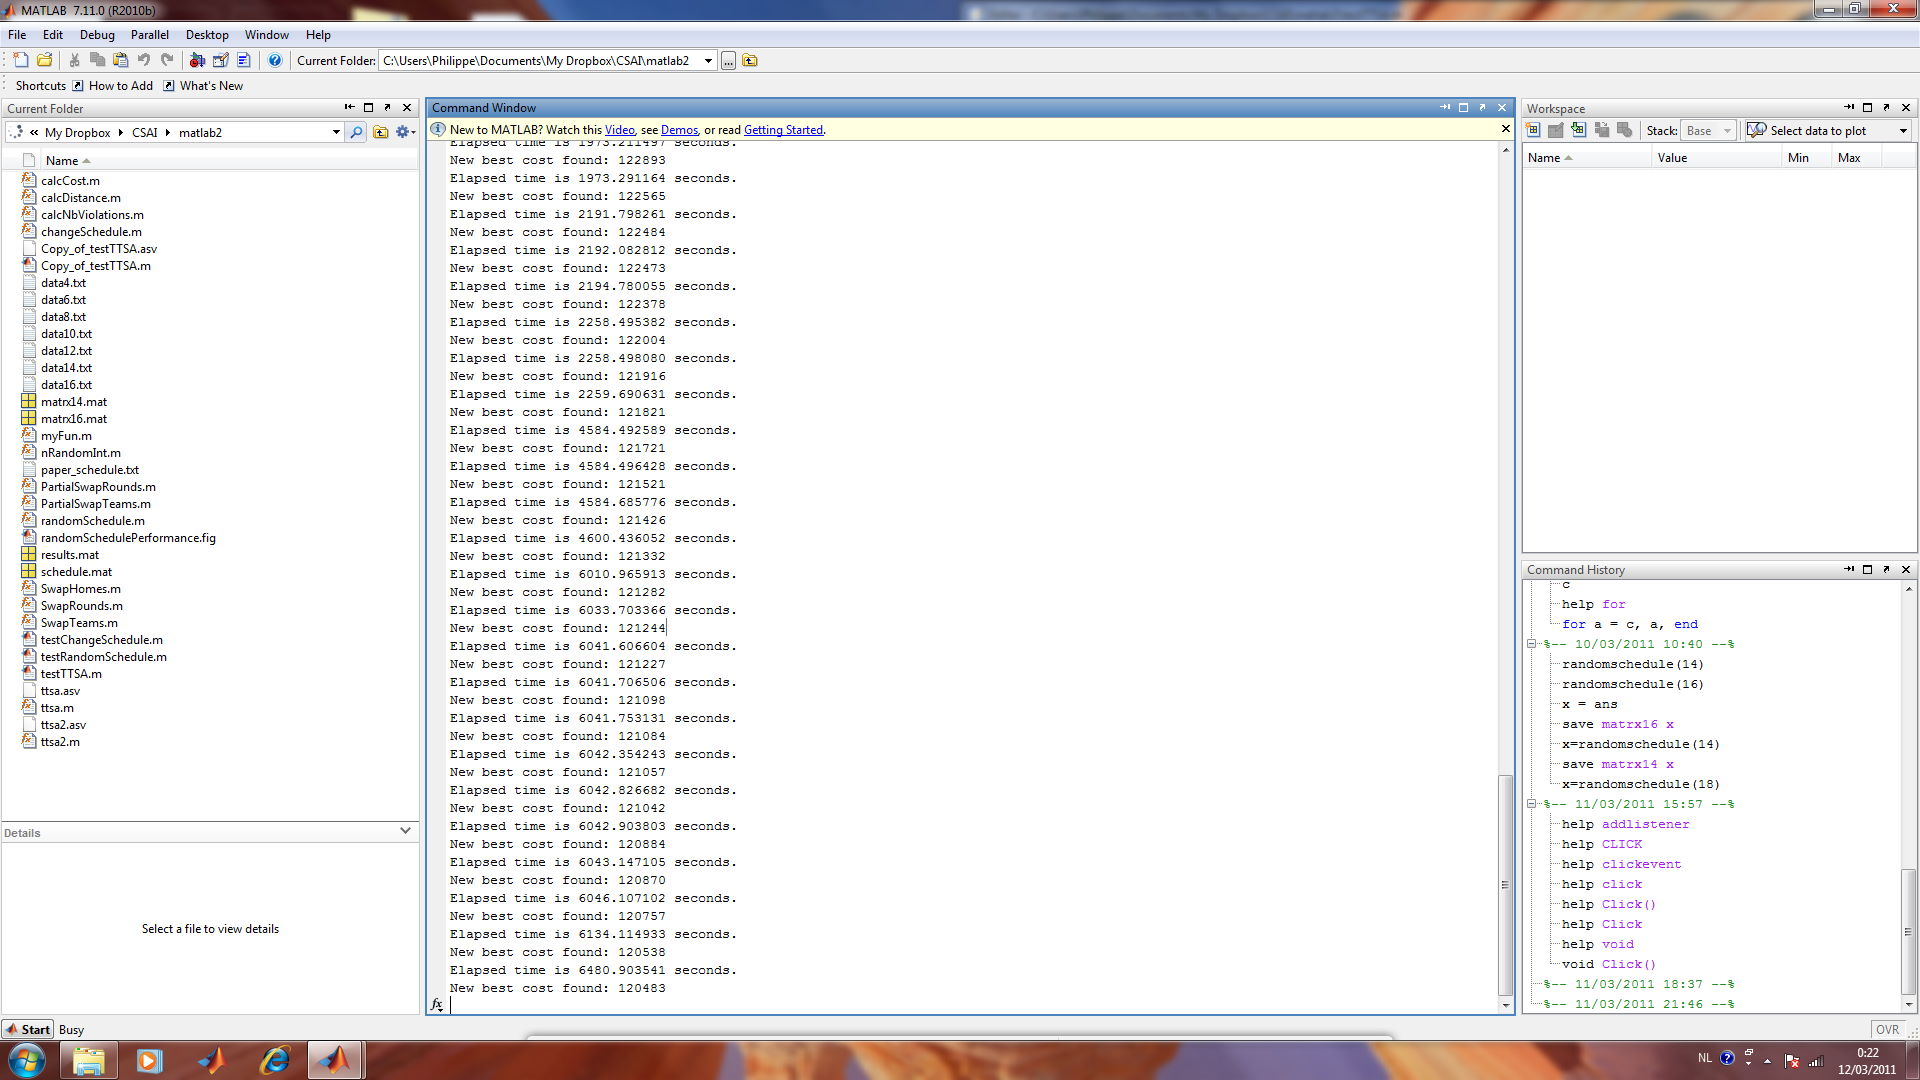 MATLAB 7.11.0 (R2010b)
File Edit Debug Parallel Desktop Window Help
Current Folder: C:\Users\Philippe\Documents\My Dropbox\CSAI\matlab2
Shortcuts How to Add What's New
Current Folder
« My Dropbox CSAI matlab2
Name
calcCost.m
calcDistance.m
calcNbViolations.m
changeSchedule.m
Copy_of_testTTSA.asv
Copy_of_testTTSA.m
data4.txt
data6.txt
data8.txt
data10.txt
data12.txt
data14.txt
data16.txt
matrx14.mat
matrx16.mat
myFun.m
nRandomInt.m
paper_schedule.txt
PartialSwapRounds.m
PartialSwapTeams.m
randomSchedule.m
randomSchedulePerformance.fig
results.mat
schedule.mat
SwapHomes.m
SwapRounds.m
SwapTeams.m
testChangeSchedule.m
testRandomSchedule.m
testTTSA.m
ttsa.asv
ttsa.m
ttsa2.asv
ttsa2.m
Details
Select a file to view details
Command Window
New to MATLAB? Watch this Video, see Demos, or read Getting Started.
Elapsed time is 1973.211497 seconds.
New best cost found: 122893
Elapsed time is 1973.291164 seconds.
New best cost found: 122565
Elapsed time is 2191.798261 seconds.
New best cost found: 122484
Elapsed time is 2192.082812 seconds.
New best cost found: 122473
Elapsed time is 2194.780055 seconds.
New best cost found: 122378
Elapsed time is 2258.495382 seconds.
New best cost found: 122004
Elapsed time is 2258.498080 seconds.
New best cost found: 121916
Elapsed time is 2259.690631 seconds.
New best cost found: 121821
Elapsed time is 4584.492589 seconds.
New best cost found: 121721
Elapsed time is 4584.496428 seconds.
New best cost found: 121521
Elapsed time is 4584.685776 seconds.
New best cost found: 121426
Elapsed time is 4600.436052 seconds.
New best cost found: 121332
Elapsed time is 6010.965913 seconds.
New best cost found: 121282
Elapsed time is 6033.703366 seconds.
New best cost found: 121244
Elapsed time is 6041.606604 seconds.
New best cost found: 121227
Elapsed time is 6041.706506 seconds.
New best cost found: 121098
Elapsed time is 6041.753131 seconds.
New best cost found: 121084
Elapsed time is 6042.354243 seconds.
New best cost found: 121057
Elapsed time is 6042.826682 seconds.
New best cost found: 121042
Elapsed time is 6042.903803 seconds.
New best cost found: 120884
Elapsed time is 6043.147105 seconds.
New best cost found: 120870
Elapsed time is 6046.107102 seconds.
New best cost found: 120757
Elapsed time is 6134.114933 seconds.
New best cost found: 120538
Elapsed time is 6480.903541 seconds.
New best cost found: 120483
fx
Workspace
Stack: Base Select data to plot
Name Value Min Max
Command History
c
help for
for a = c, a, end
%-- 10/03/2011 10:40 --%
randomschedule(14)
randomschedule(16)
x = ans
save matrx16 x
x=randomschedule(14)
save matrx14 x
x=randomschedule(18)
%-- 11/03/2011 15:57 --%
help addlistener
help CLICK
help clickevent
help click
help Click()
help Click
help void
void Click()
%-- 11/03/2011 18:37 --%
%-- 11/03/2011 21:46 --%
Start Busy
OVR
NL
0:22
12/03/2011